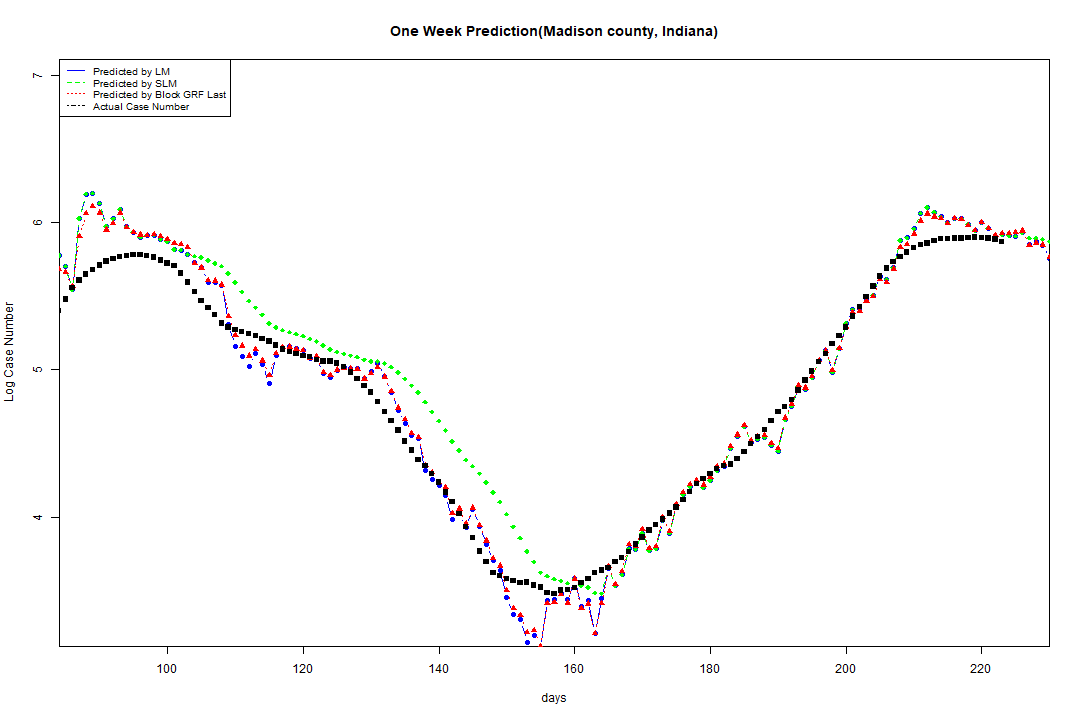 One Week Prediction(Madison county, Indiana)
Predicted by LM
Predicted by SLM
Predicted by Block GRF Last
Actual Case Number
7
6
5
4
Log Case Number
100 120 140 160 180 200 220
days